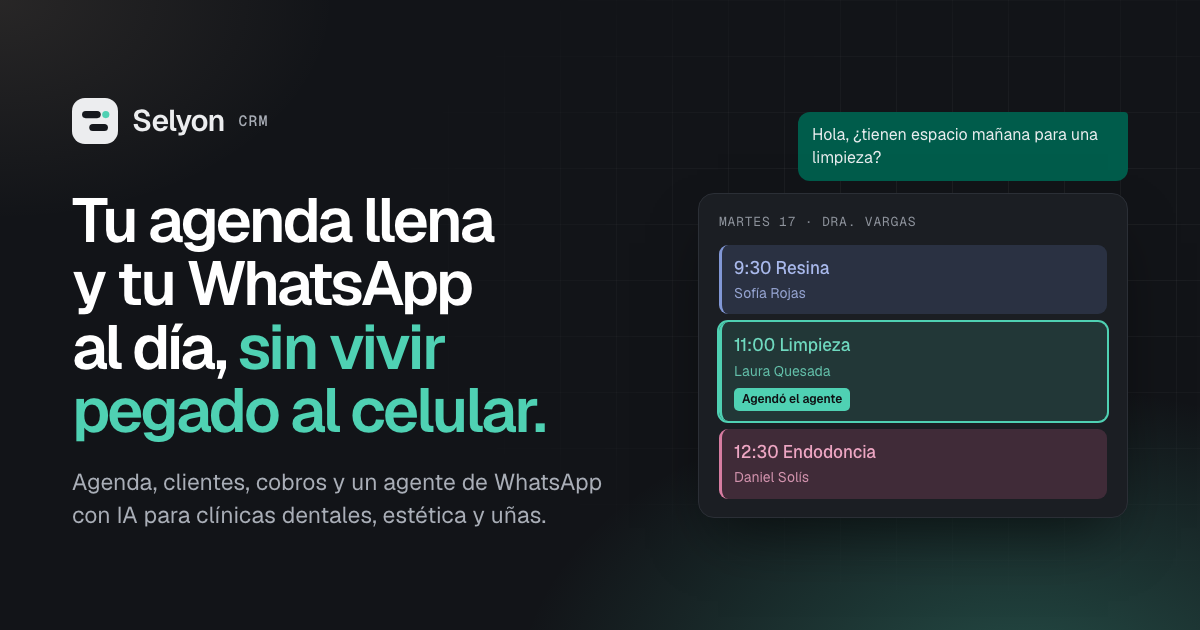 Selyon CRM
Tu agenda llena
y tu WhatsApp
al día, sin vivir
pegado al celular.
Agenda, clientes, cobros y un agente de WhatsApp
con IA para clínicas dentales, estética y uñas.
Hola, ¿tienen espacio mañana para una
limpieza?
MARTES 17 · DRA. VARGAS
9:30 Resina
Sofía Rojas
11:00 Limpieza
Laura Quesada
Agendó el agente
12:30 Endodoncia
Daniel Solís